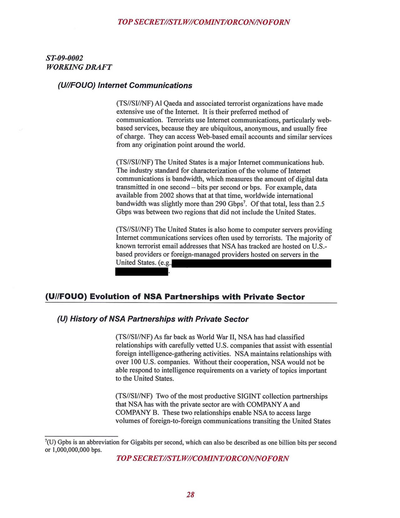 TOP SECRET//STLW//COMINT/ORCON/NOFORN
ST-09-0002
WORKING DRAFT
(U//FOUO) Internet Communications
(TS//SI//NF) Al Qaeda and associated terrorist organizations have made
extensive use of the Internet. It is their preferred method of
communication. Terrorists use Internet communications, particularly web-
based services, because they are ubiquitous, anonymous, and usually free
of charge. They can access Web-based email accounts and similar services
from any origination point around the world.
(TS//SI//NF) The United States is a major Internet communications hub.
The industry standard for characterization of the volume of Internet
communications is bandwidth, which measures the amount of digital data
transmitted in one second – bits per second or bps. For example, data
available from 2002 shows that at that time, worldwide international
bandwidth was slightly more than 290 Gbps⁷. Of that total, less than 2.5
Gbps was between two regions that did not include the United States.
(TS//SI//NF) The United States is also home to computer servers providing
Internet communications services often used by terrorists. The majority of
known terrorist email addresses that NSA has tracked are hosted on U.S.-
based providers or foreign-managed providers hosted on servers in the
United States. (e.g.
(U//FOUO) Evolution of NSA Partnerships with Private Sector
(U) History of NSA Partnerships with Private Sector
(TS//SI//NF) As far back as World War II, NSA has had classified
relationships with carefully vetted U.S. companies that assist with essential
foreign intelligence-gathering activities. NSA maintains relationships with
over 100 U.S. companies. Without their cooperation, NSA would not be
able respond to intelligence requirements on a variety of topics important
to the United States.
(TS//SI//NF) Two of the most productive SIGINT collection partnerships
that NSA has with the private sector are with COMPANY A and
COMPANY B. These two relationships enable NSA to access large
volumes of foreign-to-foreign communications transiting the United States
⁷(U) Gpbs is an abbreviation for Gigabits per second, which can also be described as one billion bits per second
or 1,000,000,000 bps.
TOP SECRET//STLW//COMINT/ORCON/NOFORN
28